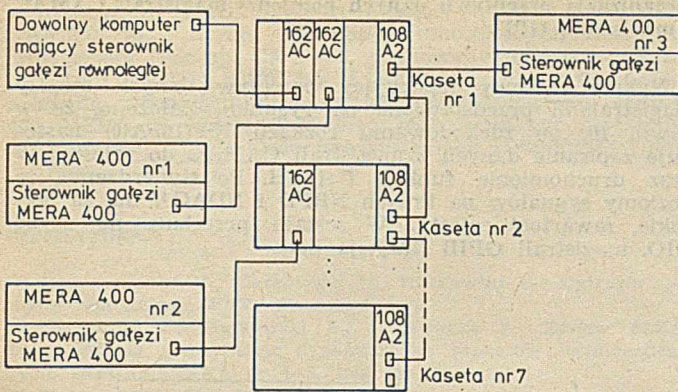 Dowolny komputer
mający sterownik
gałęzi równoległej
162
AC
162
AC
108
A2
Kaseta
nr 1
MERA 400
nr3
Sterownik gałęzi
MERA 400
MERA 400
nr1
Sterownik gałęzi
MERA 400
162
AC
108
A2
Kaseta nr 2
MERA 400
nr2
Sterownik gałęzi
MERA 400
108
A2
Kaseta nr7